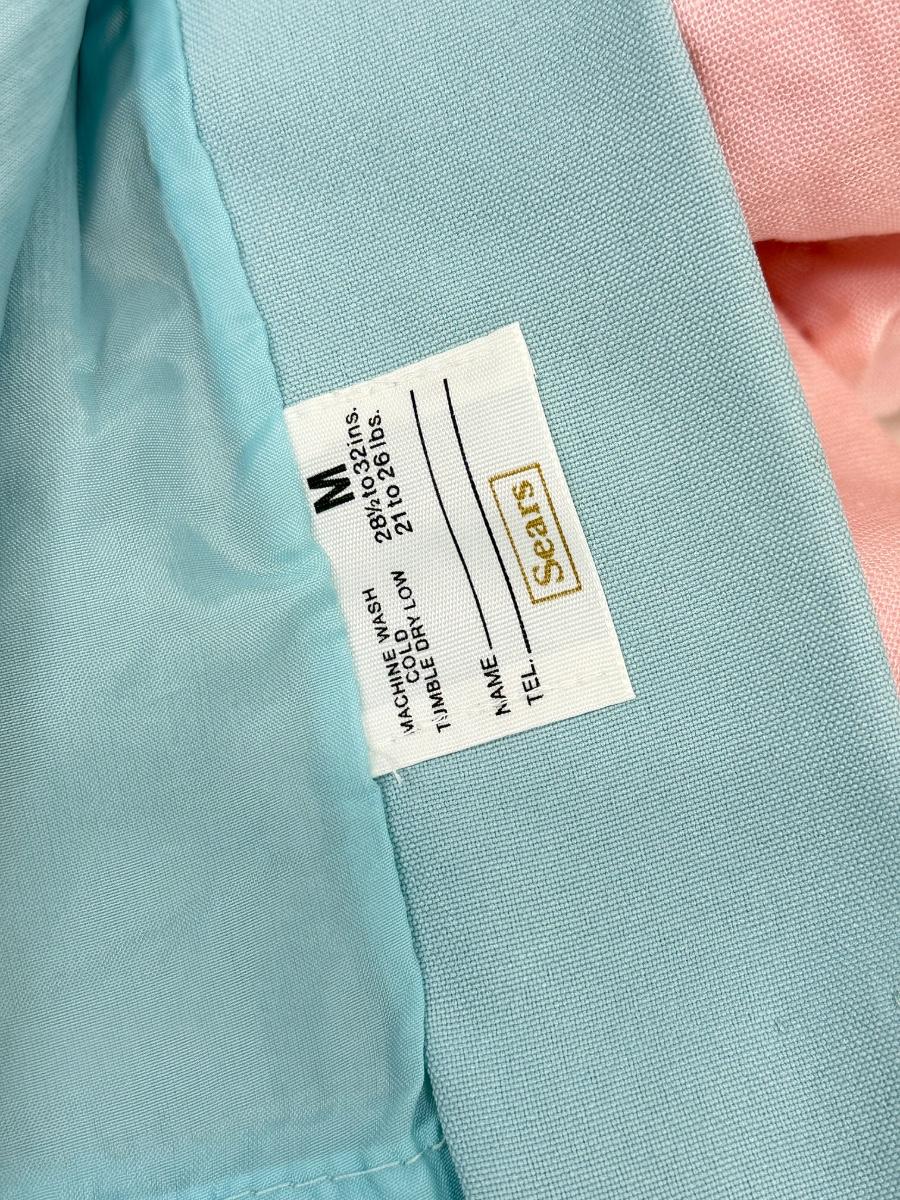 M
28½ to 32 ins.
21 to 26 lbs.
MACHINE WASH
COLD
TUMBLE DRY LOW
NAME
TEL.
Sears